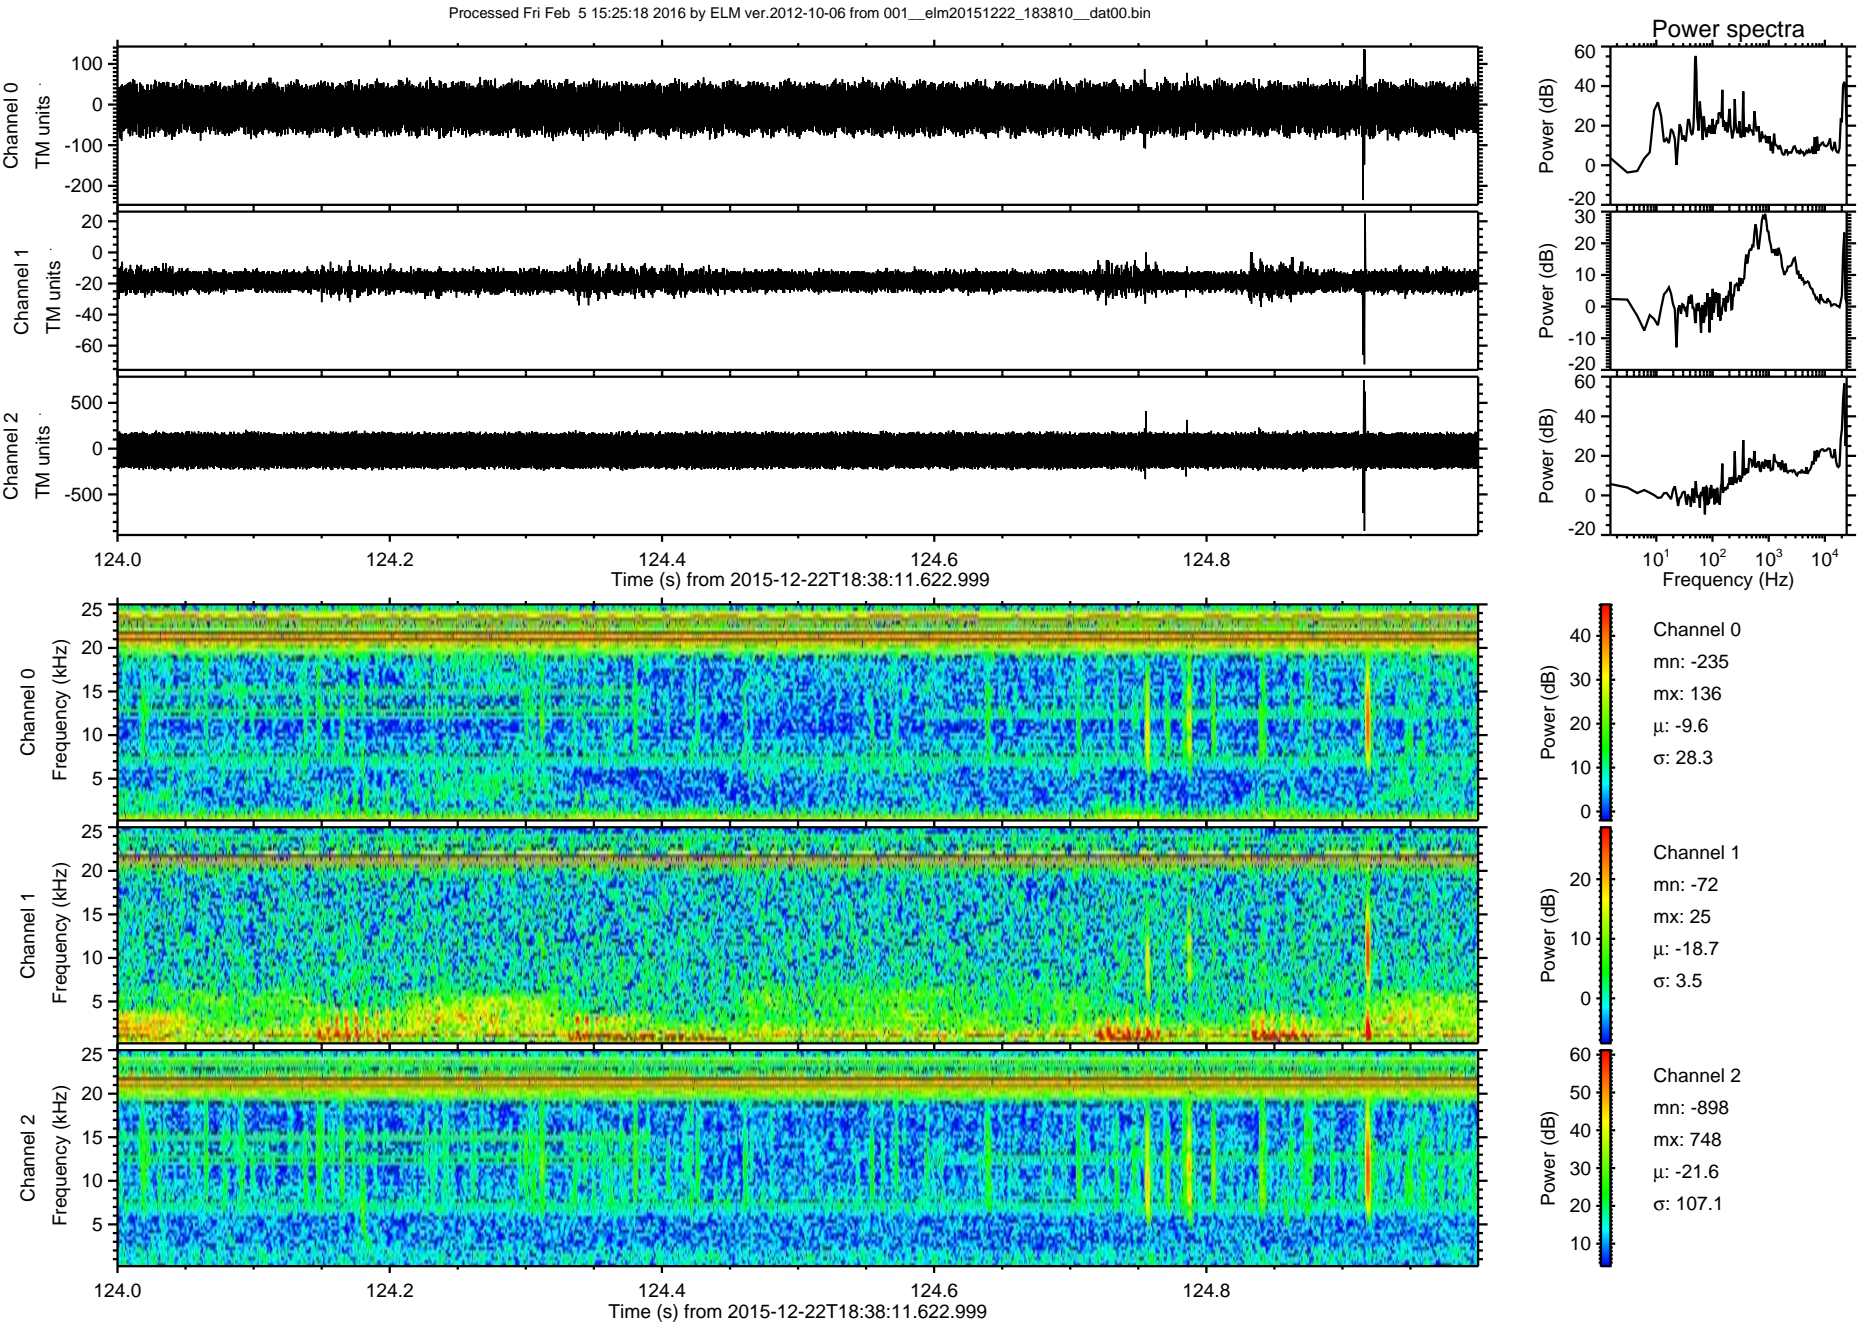 Processed Fri Feb  5 15:25:18 2016 by ELM ver.2012-10-06 from 001__elm20151222_183810__dat00.bin
Power spectra
Channel 0
TM units
100
0
-100
-200
Power (dB)
60
40
20
0
-20
Channel 1
TM units
20
0
-20
-40
-60
Power (dB)
30
20
10
0
-10
-20
Channel 2
TM units
500
0
-500
Power (dB)
60
40
20
0
-20
124.0 124.2 124.4 124.6 124.8
Time (s) from 2015-12-22T18:38:11.622.999
10^1 10^2 10^3 10^4
Frequency (Hz)
Channel 0
Frequency (kHz)
25
20
15
10
5
Power (dB)
40
30
20
10
0
Channel 0
mn: -235
mx: 136
μ: -9.6
σ: 28.3
Channel 1
Frequency (kHz)
25
20
15
10
5
Power (dB)
20
10
0
Channel 1
mn: -72
mx: 25
μ: -18.7
σ: 3.5
Channel 2
Frequency (kHz)
25
20
15
10
5
Power (dB)
60
50
40
30
20
10
Channel 2
mn: -898
mx: 748
μ: -21.6
σ: 107.1
124.0 124.2 124.4 124.6 124.8
Time (s) from 2015-12-22T18:38:11.622.999